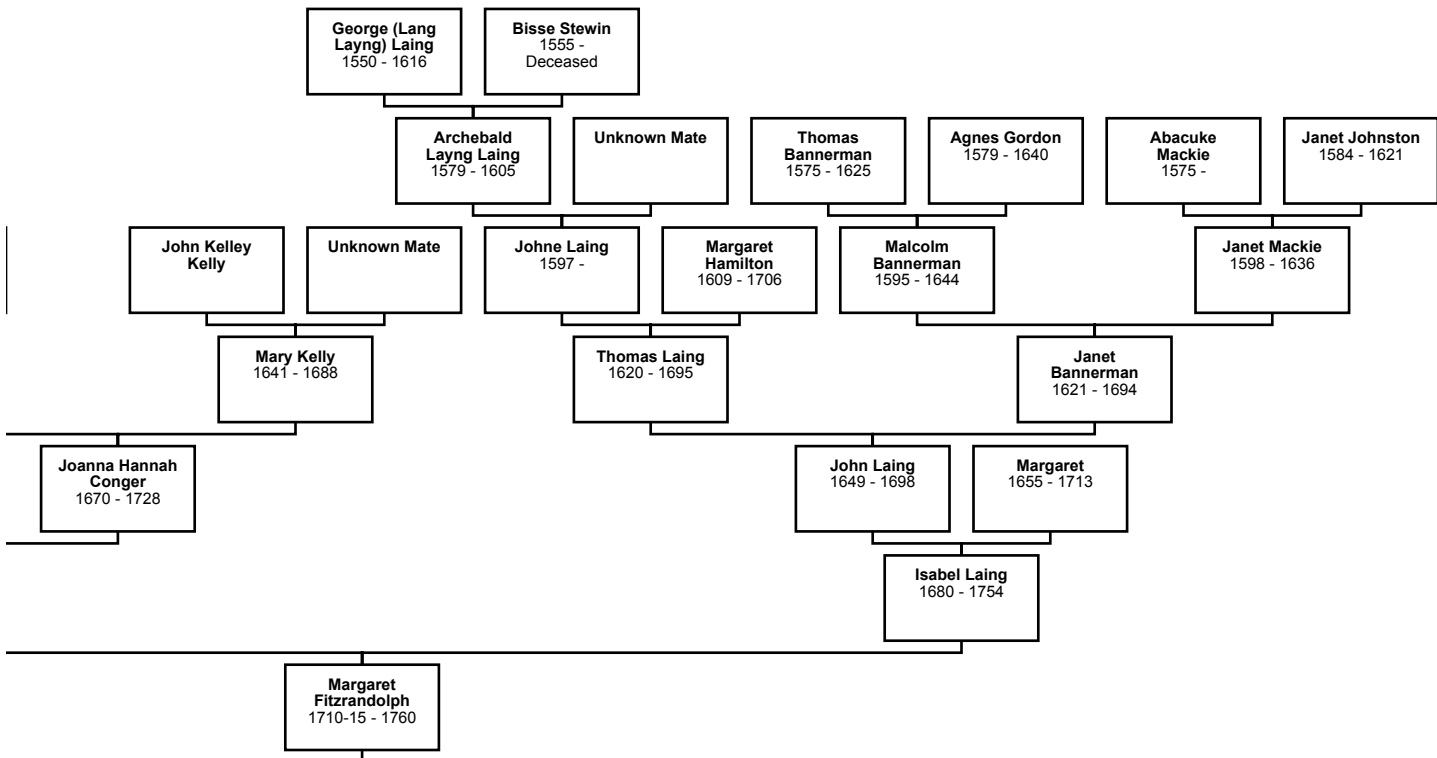 George (Lang
Layng) Laing
1550 - 1616
Bisse Stewin
1555 -
Deceased
Archebald
Layng Laing
1579 - 1605
Unknown Mate
Thomas
Bannerman
1575 - 1625
Agnes Gordon
1579 - 1640
Abacuke
Mackie
1575 -
Janet Johnston
1584 - 1621
John Kelley
Kelly
Unknown Mate
Johne Laing
1597 -
Margaret
Hamilton
1609 - 1706
Malcolm
Bannerman
1595 - 1644
Janet Mackie
1598 - 1636
Mary Kelly
1641 - 1688
Thomas Laing
1620 - 1695
Janet
Bannerman
1621 - 1694
Joanna Hannah
Conger
1670 - 1728
John Laing
1649 - 1698
Margaret
1655 - 1713
Isabel Laing
1680 - 1754
Margaret
Fitzrandolph
1710-15 - 1760